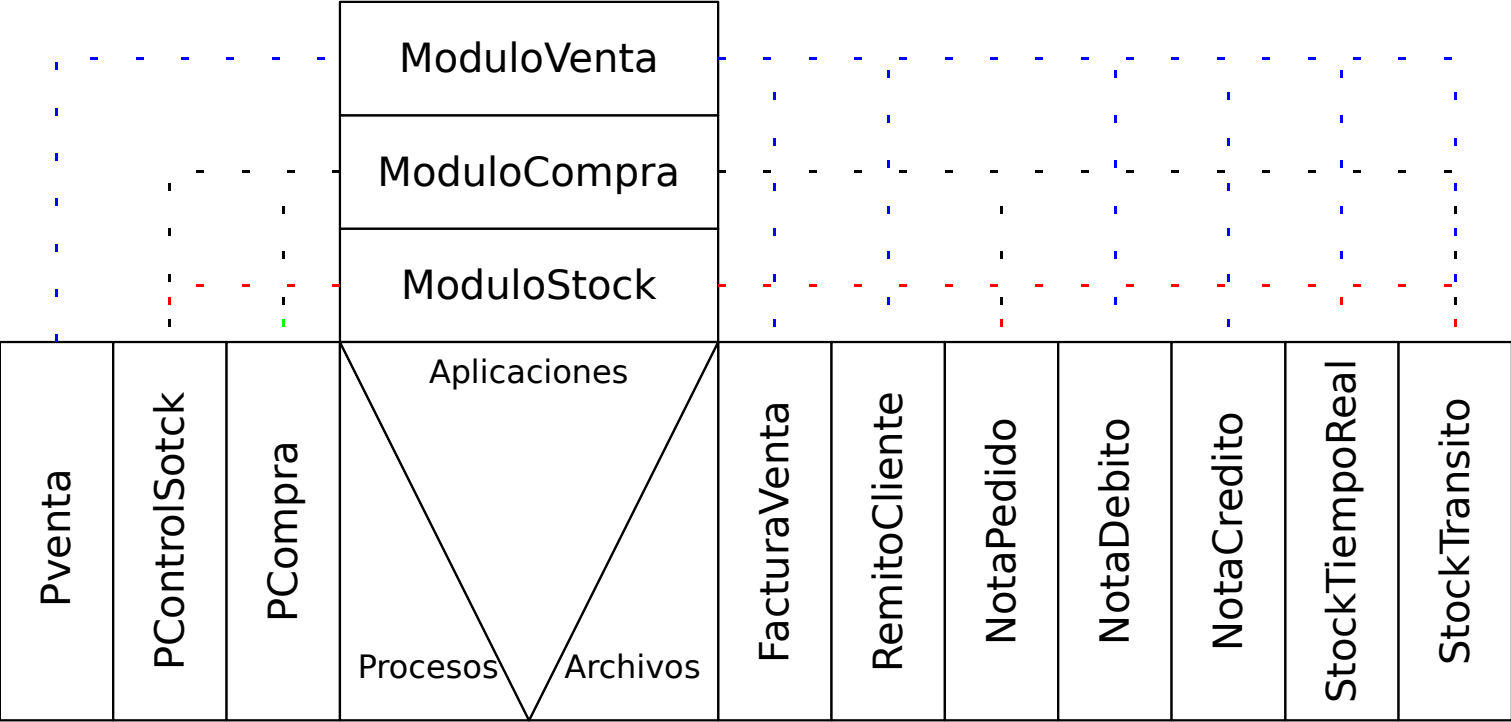 ModuloVenta
ModuloCompra
ModuloStock
Aplicaciones
Procesos
Archivos
Pventa
PControlSotck
PCompra
FacturaVenta
RemitoCliente
NotaPedido
NotaDebito
NotaCredito
StockTiempoReal
StockTransito